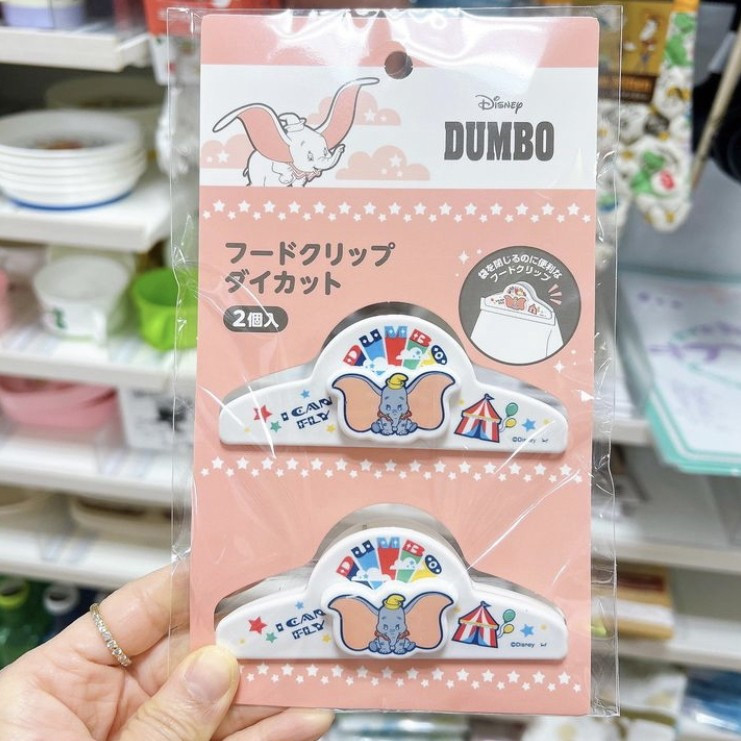 Disney
DUMBO
フードクリップ
ダイカット
2個入
袋を閉じるのに便利な
フードクリップ
DUMBO
I CAN
FLY
©Disney
DUMBO
I CAN
FLY
©Disney